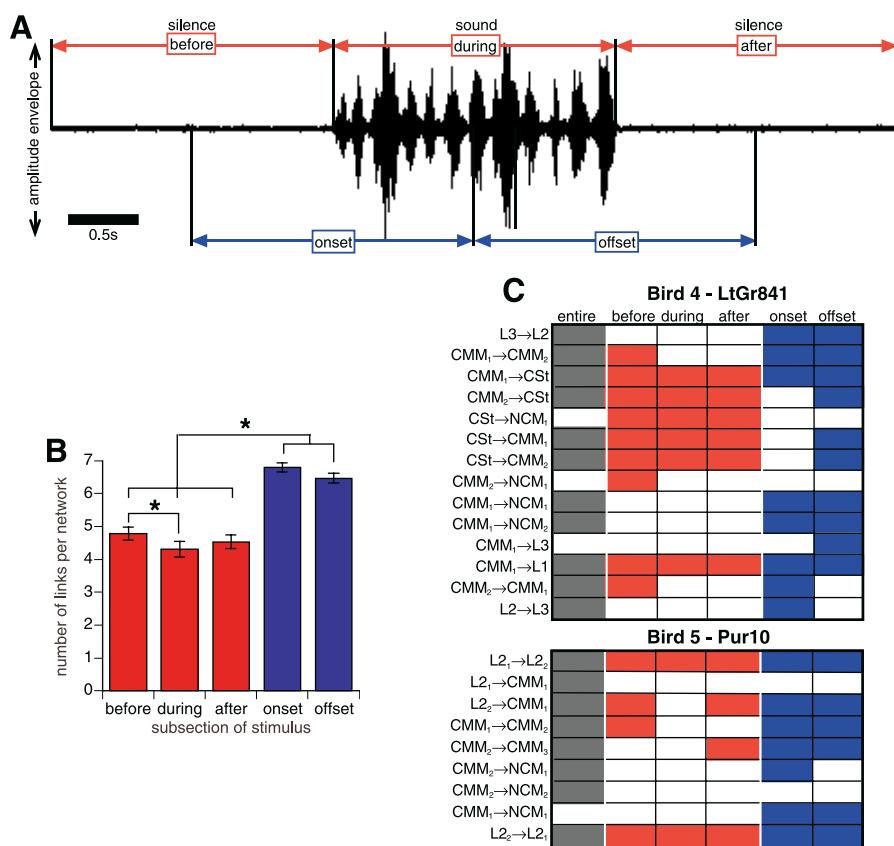 A
silence
sound
silence
before
during
after
amplitude envelope
0.5s
onset
offset
B
number of links per network
7
6
5
4
3
2
1
0
*
*
before during after onset offset
subsection of stimulus
C
Bird 4 - LtGr841
entire before during after onset offset
L3→L2
CMM₁→CMM₂
CMM₁→CSt
CMM₂→CSt
CSt→NCM₁
CSt→CMM₁
CSt→CMM₂
CMM₂→NCM₁
CMM₁→NCM₁
CMM₁→NCM₂
CMM₁→L3
CMM₁→L1
CMM₂→CMM₁
L2→L3
Bird 5 - Pur10
L2₁→L2₂
L2₁→CMM₁
L2₂→CMM₁
CMM₁→CMM₂
CMM₂→CMM₃
CMM₂→NCM₁
CMM₂→NCM₂
CMM₁→NCM₁
L2₂→L2₁